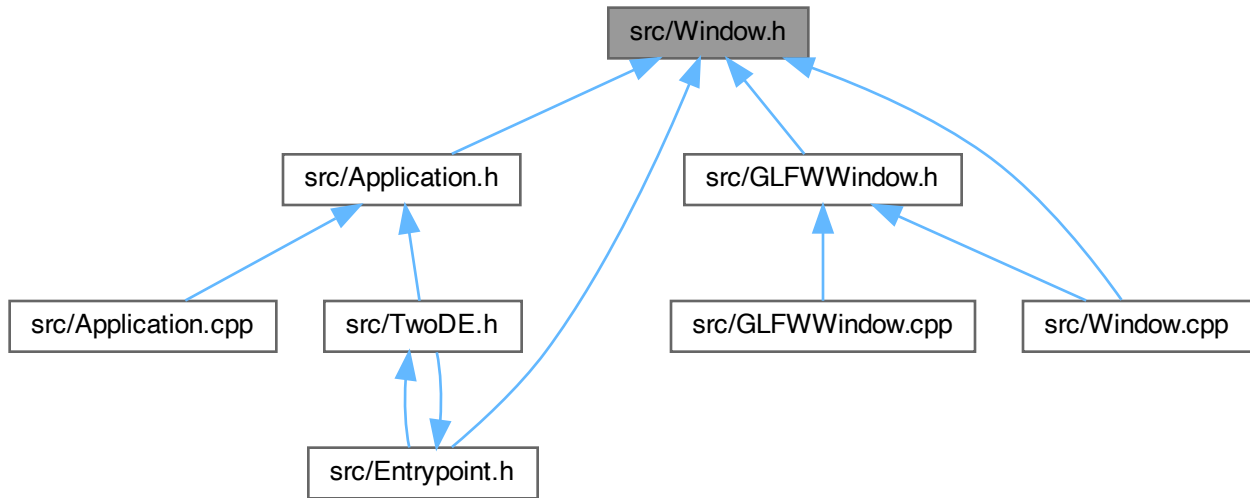 src/Window.h
src/Application.h
src/GLFWWindow.h
src/Application.cpp
src/TwoDE.h
src/GLFWWindow.cpp
src/Window.cpp
src/Entrypoint.h